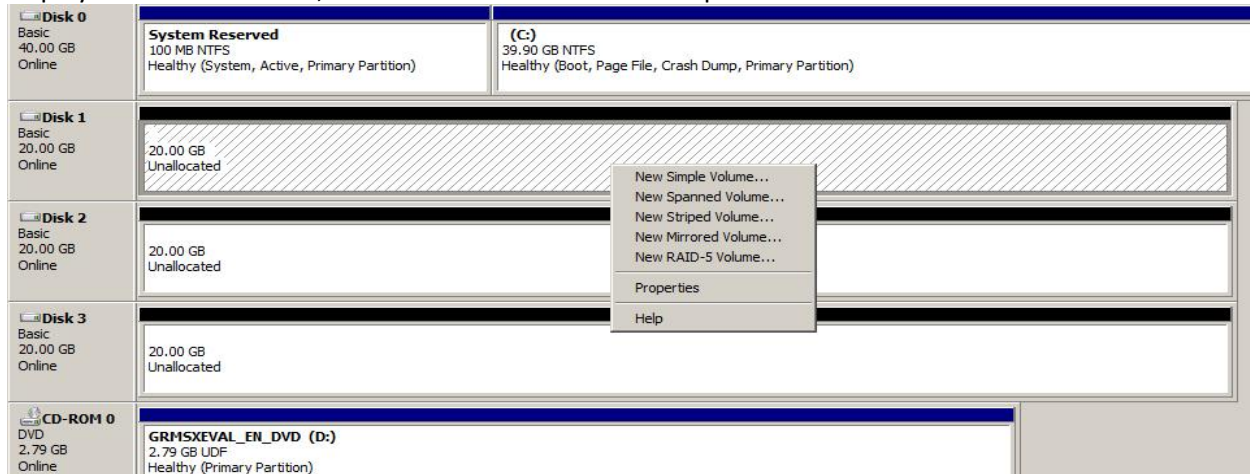 Disk 0
Basic
40.00 GB
Online
System Reserved
100 MB NTFS
Healthy (System, Active, Primary Partition)
(C:)
39.90 GB NTFS
Healthy (Boot, Page File, Crash Dump, Primary Partition)
Disk 1
Basic
20.00 GB
Online
20.00 GB
Unallocated
New Simple Volume...
New Spanned Volume...
New Striped Volume...
New Mirrored Volume...
New RAID-5 Volume...
Properties
Help
Disk 2
Basic
20.00 GB
Online
20.00 GB
Unallocated
Disk 3
Basic
20.00 GB
Online
20.00 GB
Unallocated
CD-ROM 0
DVD
2.79 GB
Online
GRMSXEVAL_EN_DVD (D:)
2.79 GB UDF
Healthy (Primary Partition)